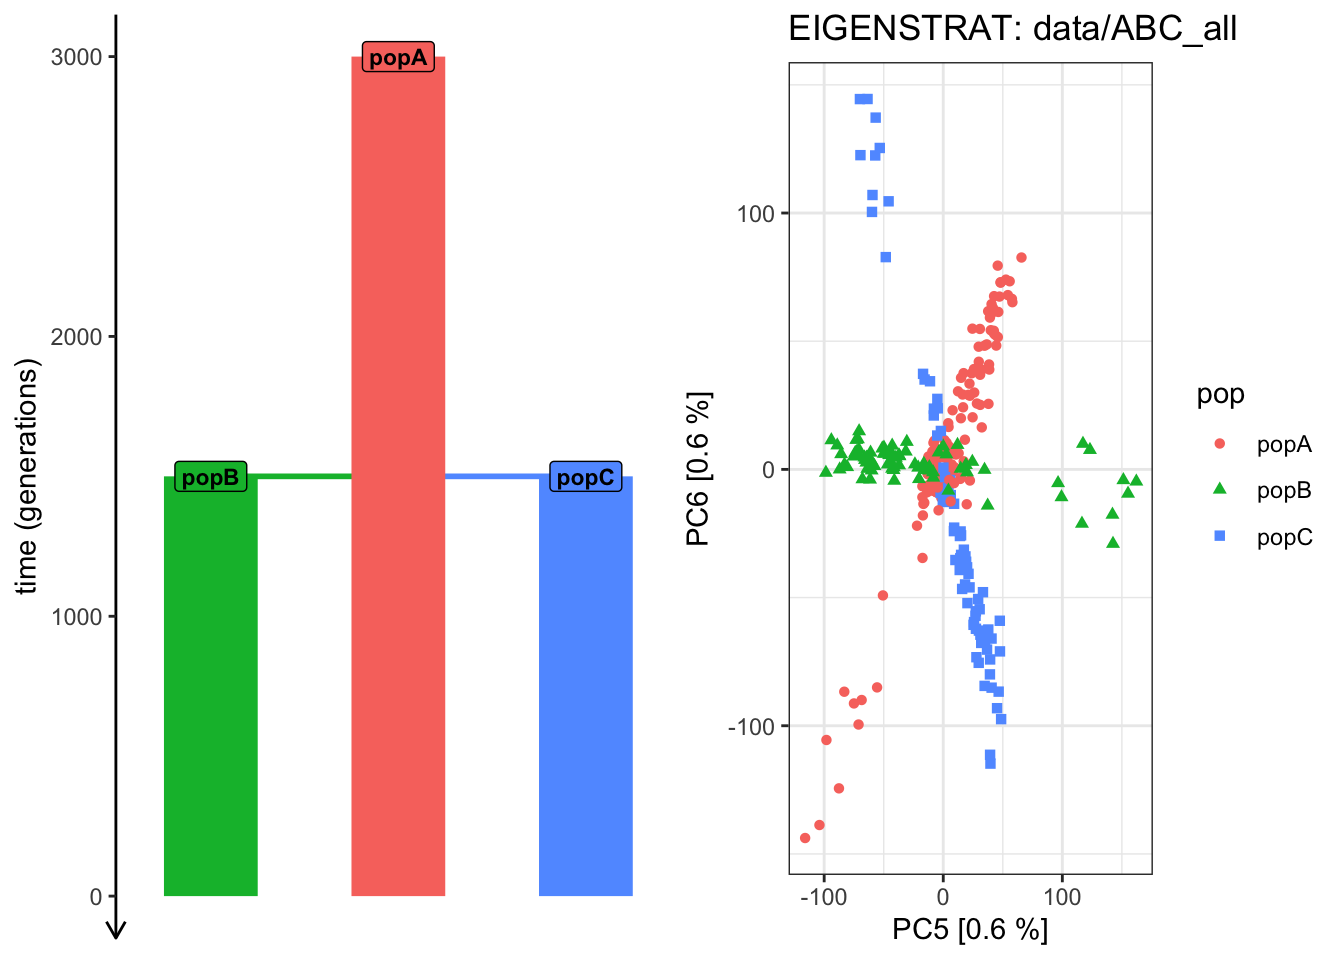 time (generations)
3000
2000
1000
0
popA
popB
popC
EIGENSTRAT: data/ABC_all
PC6 [0.6 %]
100
0
-100
-100
0
100
PC5 [0.6 %]
pop
popA
popB
popC